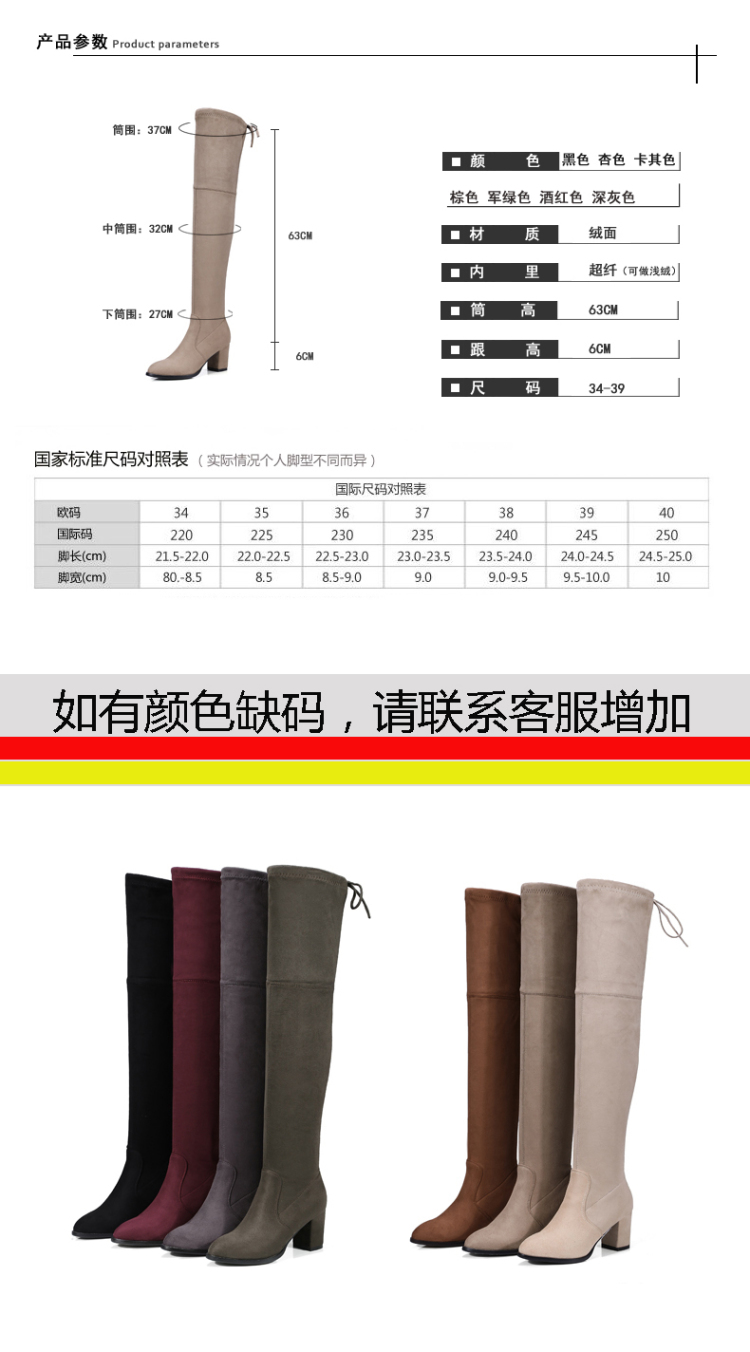 产品参数 Product parameters
筒围：37CM
中筒围：32CM
63CM
下筒围：27CM
6CM
■ 颜 色 黑色 杏色 卡其色
棕色 军绿色 酒红色 深灰色
■ 材 质 绒面
■ 内 里 超纤（可做浅绒）
■ 筒 高 63CM
■ 跟 高 6CM
■ 尺 码 34-39
国家标准尺码对照表（实际情况个人脚型不同而异）
国际尺码对照表
欧码 34 35 36 37 38 39 40
国际码 220 225 230 235 240 245 250
脚长(cm) 21.5-22.0 22.0-22.5 22.5-23.0 23.0-23.5 23.5-24.0 24.0-24.5 24.5-25.0
脚宽(cm) 80.-8.5 8.5 8.5-9.0 9.0 9.0-9.5 9.5-10.0 10
如有颜色缺码，请联系客服增加